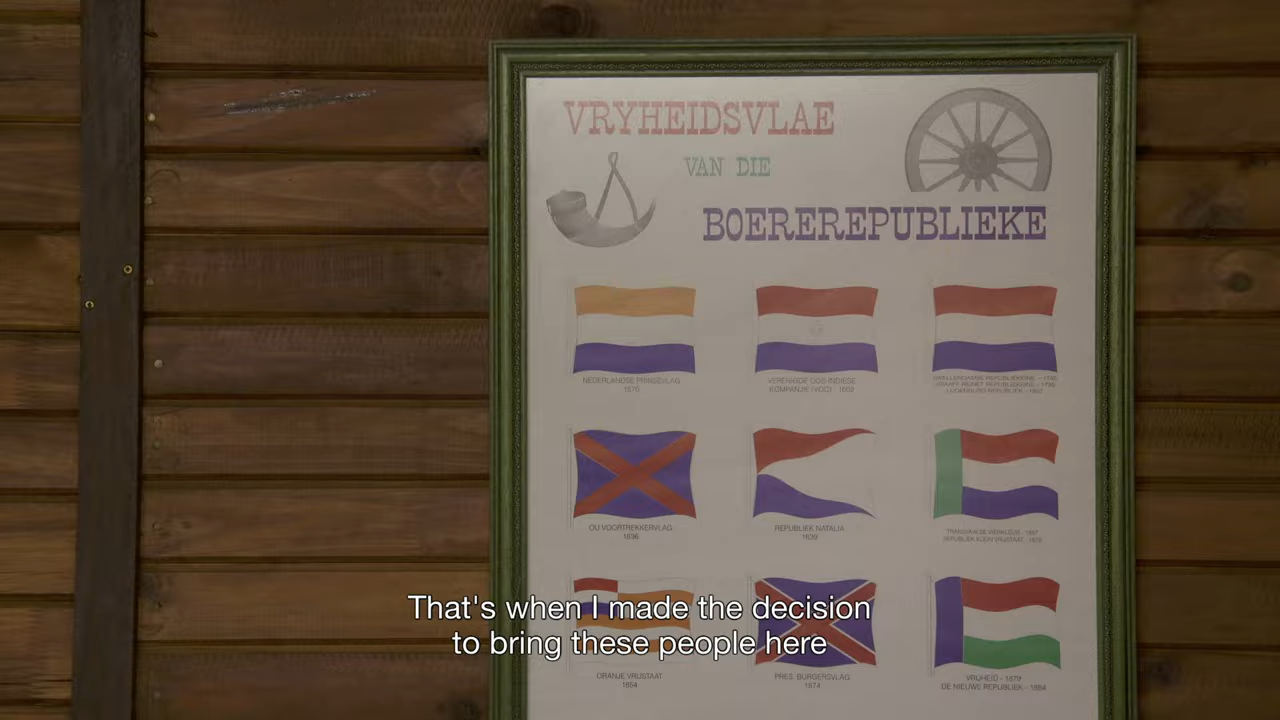 VRYHEIDSVLAE
VAN DIE
BOEREREPUBLIEKE
NEDERLANDSE PRINSEVLAG
1570
VERENIGDE OOS-INDIESE
KOMPANJIE (VOC) - 1602
OU VOORTREKKERVLAG
1836
REPUBLIEK NATALIA
1839
ORANJE VRIJSTAAT
1854
PRES. BURGERSVLAG
1874
VRIJHEID - 1879
DE NIEUWE REPUBLIEK - 1884
That's when I made the decision
to bring these people here